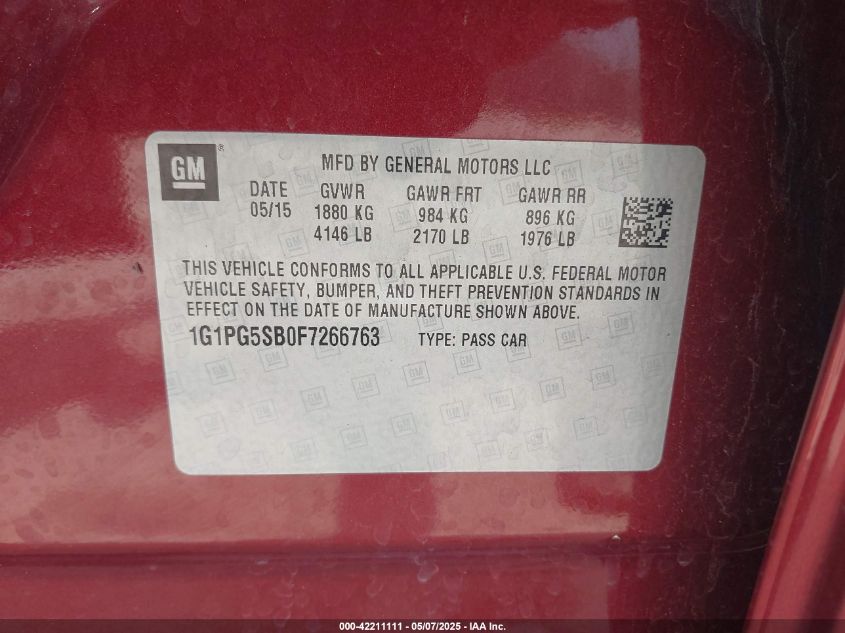 GM
MFD BY GENERAL MOTORS LLC
DATE GVWR GAWR FRT GAWR RR
05/15 1880 KG 984 KG 896 KG
4146 LB 2170 LB 1976 LB
THIS VEHICLE CONFORMS TO ALL APPLICABLE U.S. FEDERAL MOTOR
VEHICLE SAFETY, BUMPER, AND THEFT PREVENTION STANDARDS IN
EFFECT ON THE DATE OF MANUFACTURE SHOWN ABOVE.
1G1PG5SB0F7266763 TYPE: PASS CAR
000-42211111 — 05/07/2025 — IAA Inc.